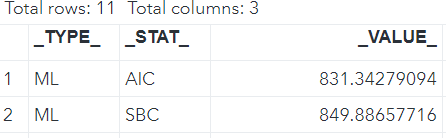 Total rows: 11 Total columns: 3
_TYPE_ _STAT_ _VALUE_
1 ML AIC 831.34279094
2 ML SBC 849.88657716